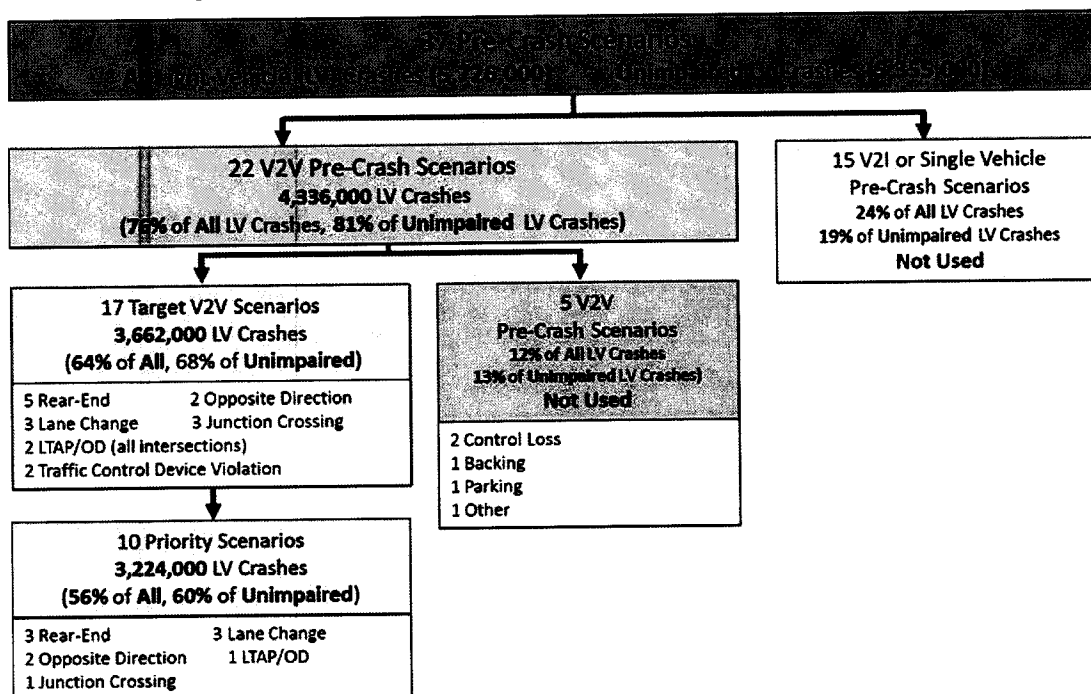 37 Pre-Crash Scenarios
22 V2V Pre-Crash Scenarios
4,336,000 LV Crashes
(76% of All LV Crashes, 81% of Unimpaired LV Crashes)
15 V2I or Single Vehicle
Pre-Crash Scenarios
24% of All LV Crashes
19% of Unimpaired LV Crashes
Not Used
17 Target V2V Scenarios
3,662,000 LV Crashes
(64% of All, 68% of Unimpaired)
5 Rear-End 2 Opposite Direction
3 Lane Change 3 Junction Crossing
2 LTAP/OD (all intersections)
2 Traffic Control Device Violation
5 V2V
Pre-Crash Scenarios
12% of All LV Crashes
13% of Unimpaired LV Crashes)
Not Used
2 Control Loss
1 Backing
1 Parking
1 Other
10 Priority Scenarios
3,224,000 LV Crashes
(56% of All, 60% of Unimpaired)
3 Rear-End 3 Lane Change
2 Opposite Direction 1 LTAP/OD
1 Junction Crossing